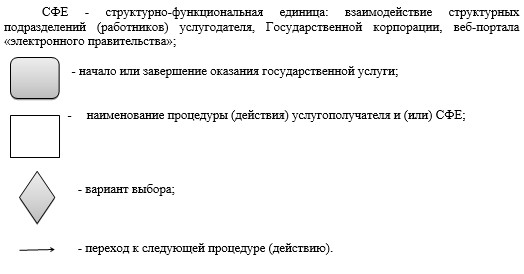 СФЕ - структурно-функциональная единица: взаимодействие структурных
подразделений (работников) услугодателя, Государственной корпорации, веб-портала
«электронного правительства»;
- начало или завершение оказания государственной услуги;
- наименование процедуры (действия) услугополучателя и (или) СФЕ;
- вариант выбора;
- переход к следующей процедуре (действию).